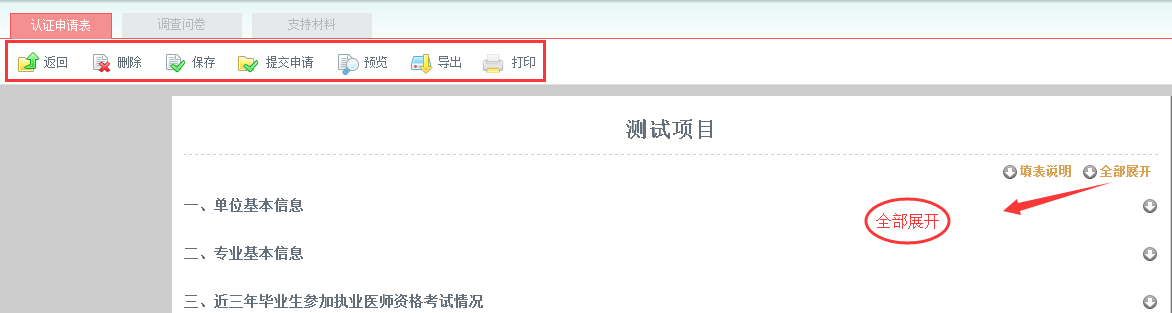 认证申请表 调查问卷 支持材料
返回 删除 保存 提交申请 预览 导出 打印
测试项目
填表说明 全部展开
一、单位基本信息
全部展开
二、专业基本信息
三、近三年毕业生参加执业医师资格考试情况